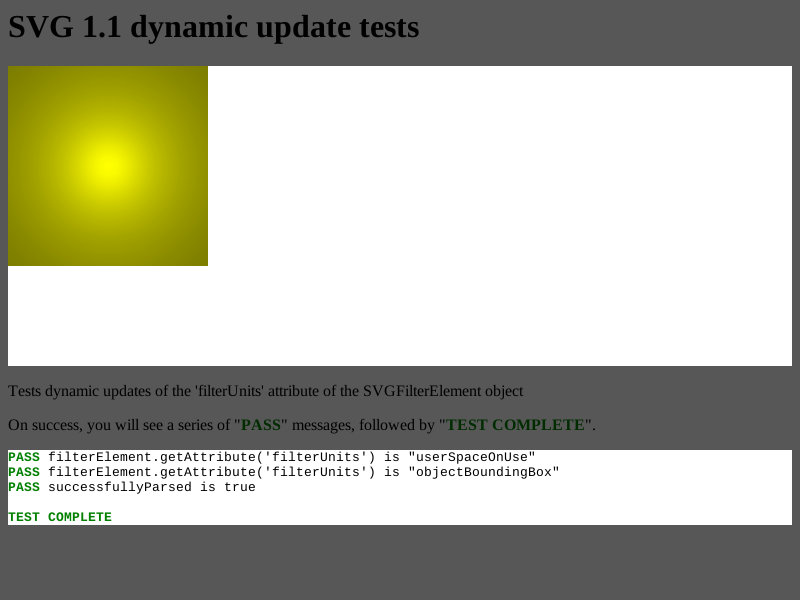 SVG 1.1 dynamic update tests
Tests dynamic updates of the 'filterUnits' attribute of the SVGFilterElement object
On success, you will see a series of "PASS" messages, followed by "TEST COMPLETE".
PASS filterElement.getAttribute('filterUnits') is "userSpaceOnUse"
PASS filterElement.getAttribute('filterUnits') is "objectBoundingBox"
PASS successfullyParsed is true
TEST COMPLETE